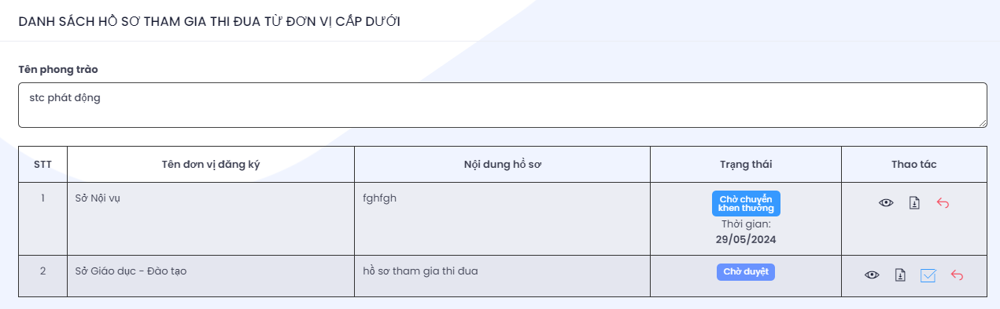 DANH SÁCH HỒ SƠ THAM GIA THI ĐUA TỪ ĐƠN VỊ CẤP DƯỚI
Tên phong trào
stc phát động
STT Tên đơn vị đăng ký Nội dung hồ sơ Trạng thái Thao tác
1 Sở Nội vụ fghfgh Chờ chuyển
khen thưởng
Thời gian:
29/05/2024
2 Sở Giáo dục - Đào tạo hồ sơ tham gia thi đua Chờ duyệt